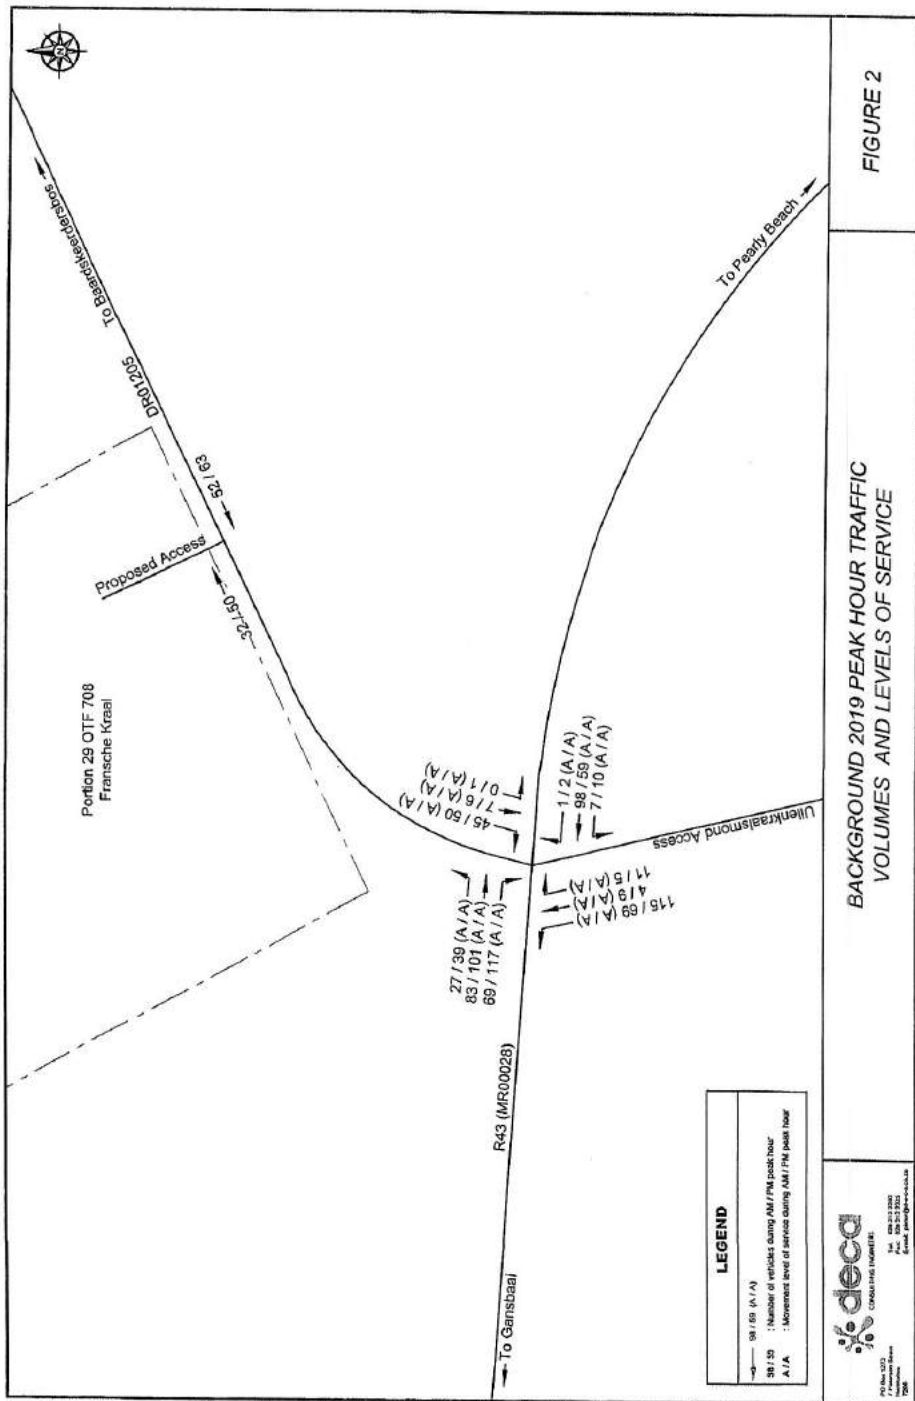 N
To Baardskeerdersbos
DR01205
52 / 63
Proposed Access
32 / 50
Portion 29 OTF 708
Fransche Kraal
To Pearly Beach
45 / 50 (A / A)
7 / 6 (A / A)
0 / 1 (A / A)
27 / 39 (A / A)
83 / 101 (A / A)
69 / 117 (A / A)
1 / 2 (A / A)
98 / 59 (A / A)
7 / 10 (A / A)
115 / 69 (A / A)
4 / 9 (A / A)
11 / 5 (A / A)
Uilenkraalsmond Access
R43 (MR00028)
To Gansbaai
LEGEND
98 / 59 (A / A)
98 / 59 : Number of vehicles during AM / PM peak hour
A / A : Movement level of service during AM / PM peak hour
deca
CONSULTING ENGINEERS
PO Box 1272
7200
BACKGROUND 2019 PEAK HOUR TRAFFIC
VOLUMES AND LEVELS OF SERVICE
FIGURE 2